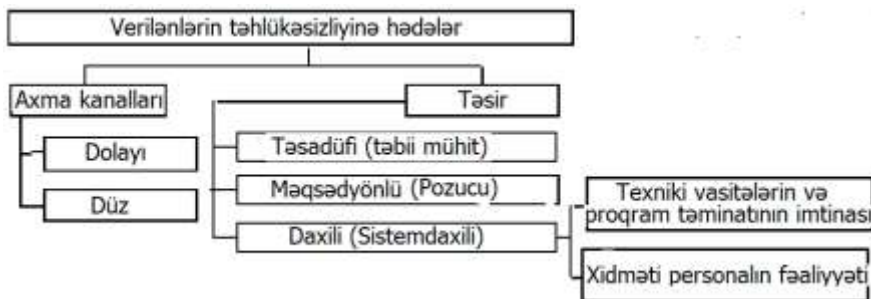 Verilənlərin təhlükəsizliyinə hədələr
Axma kanalları
Təsir
Dolayı
Düz
Təsadüfi (təbii mühit)
Məqsədyönlü (Pozucu)
Daxili (Sistemdaxili)
Texniki vasitələrin və
proqram təminatının imtinası
Xidməti personalın fəaliyyəti